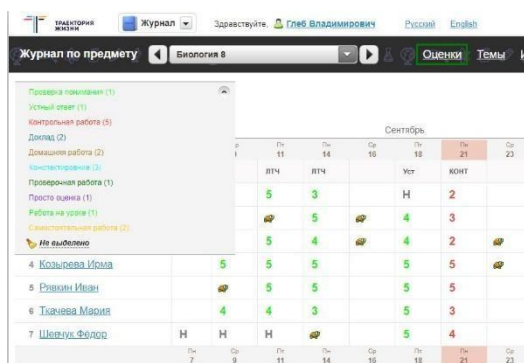 ТРАЕКТОРИЯ ЖИЗНИ Журнал Здравствуйте, Глеб Владимирович Русский English
Журнал по предмету Биология 8 Оценки Темы
Проверка понимания (1)
Устный ответ (1)
Контрольная работа (5)
Доклад (2)
Домашняя работа (2)
Конспектирование (3)
Проверочная работа (1)
Просто оценка (1)
Работа на уроке (1)
Самостоятельная работа (2)
Не выделено
Сентябрь
Пт Пн Ср Пт Пн Ср
11 14 16 18 21 23
ЛТЧ ЛТЧ Уст КОНТ
5 3 Н 2
5 4 3
5 4 4 2
4 Козырева Ирма 5 5 5 5 5
5 Рявкин Иван 5 5 5 5
6 Ткачева Мария 4 4 3 5 3
7 Шевчук Фёдор Н Н Н 5 4
Пн Ср Пт Пн Ср Пт Пн Ср
7 9 11 14 16 18 21 23